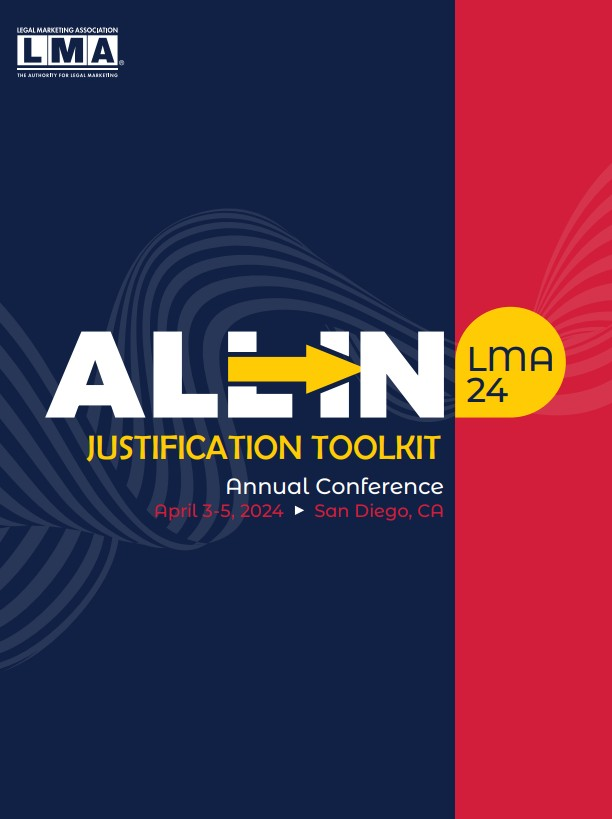 LEGAL MARKETING ASSOCIATION
LMA®
THE AUTHORITY FOR LEGAL MARKETING
ALL IN
LMA
24
JUSTIFICATION TOOLKIT
Annual Conference
April 3-5, 2024 ► San Diego, CA